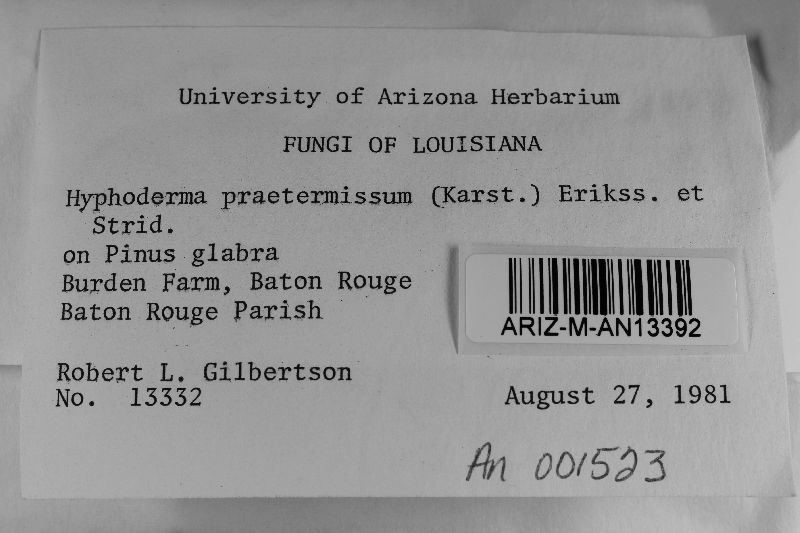 University of Arizona Herbarium
FUNGI OF LOUISIANA
Hyphoderma praetermissum (Karst.) Erikss. et
Strid.
on Pinus glabra
Burden Farm, Baton Rouge
Baton Rouge Parish
ARIZ-M-AN13392
Robert L. Gilbertson
No. 13332
August 27, 1981
An 001523